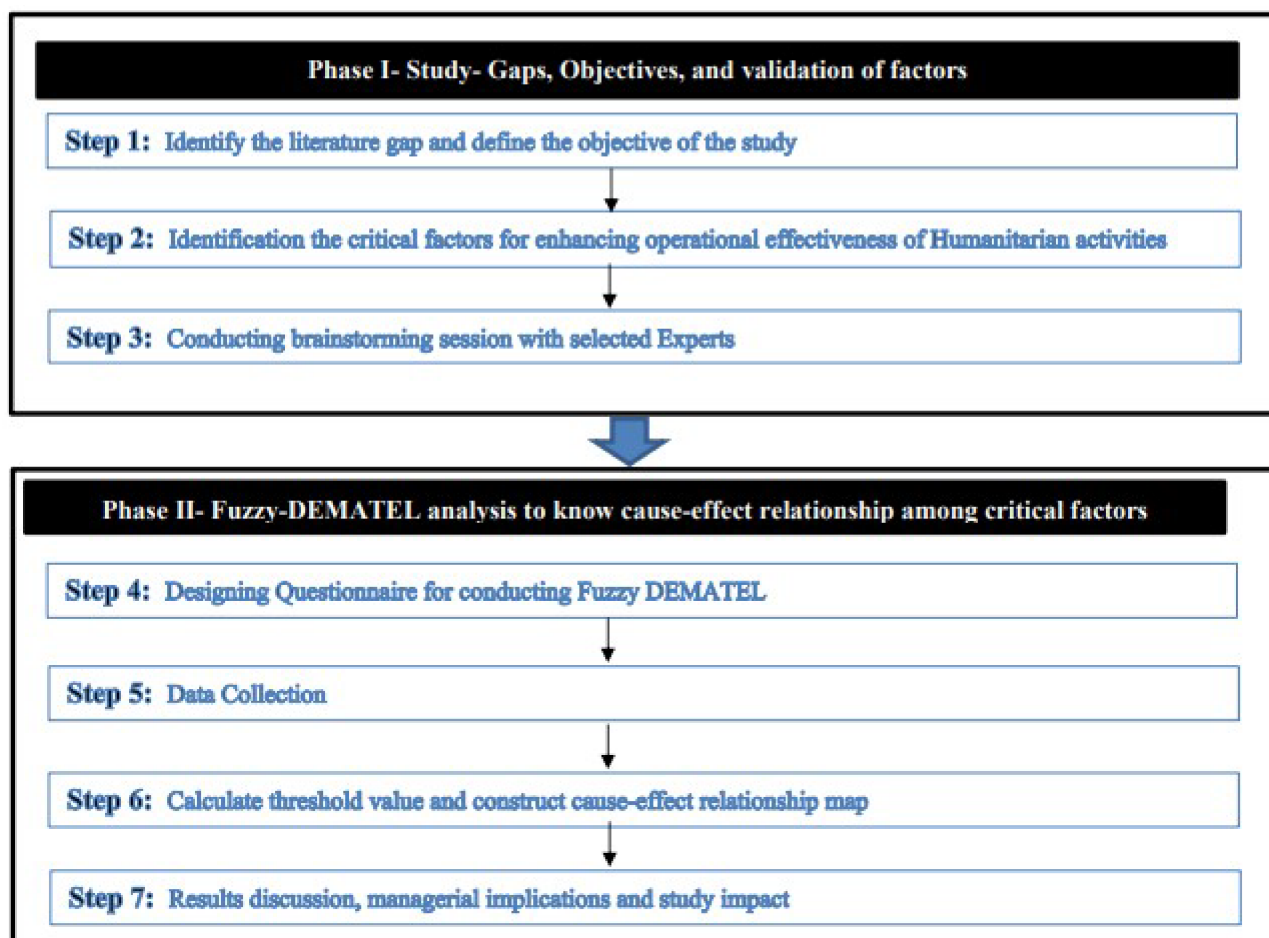 Phase I- Study- Gaps, Objectives, and validation of factors
Step 1: Identify the literature gap and define the objective of the study
Step 2: Identification the critical factors for enhancing operational effectiveness of Humanitarian activities
Step 3: Conducting brainstorming session with selected Experts
Phase II- Fuzzy-DEMATEL analysis to know cause-effect relationship among critical factors
Step 4: Designing Questionnaire for conducting Fuzzy DEMATEL
Step 5: Data Collection
Step 6: Calculate threshold value and construct cause-effect relationship map
Step 7: Results discussion, managerial implications and study impact